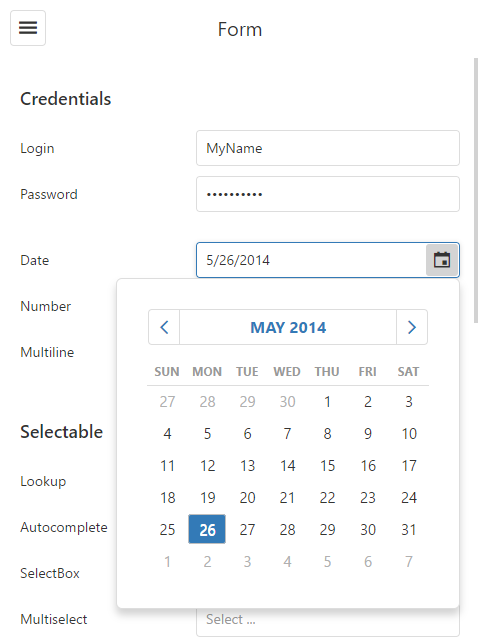 Form
Credentials
Login MyName
Password ••••••••••
Date 5/26/2014
Number
Multiline
MAY 2014
SUN MON TUE WED THU FRI SAT
27 28 29 30 1 2 3
4 5 6 7 8 9 10
11 12 13 14 15 16 17
18 19 20 21 22 23 24
25 26 27 28 29 30 31
1 2 3 4 5 6 7
Selectable
Lookup
Autocomplete
SelectBox
Multiselect Select ...